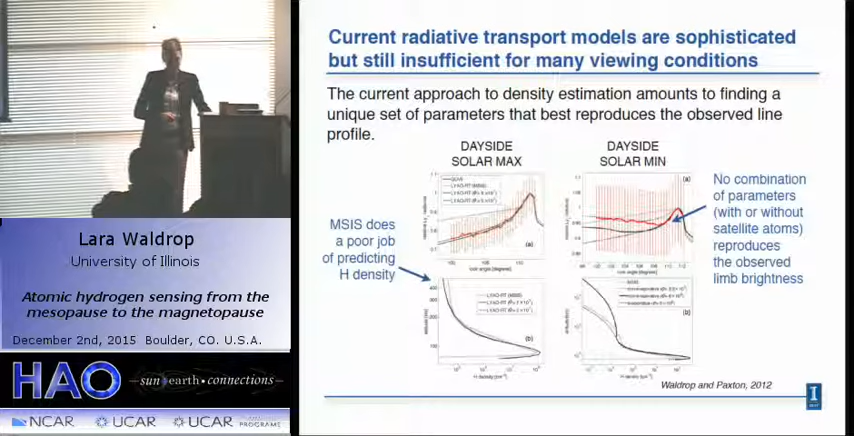 Current radiative transport models are sophisticated
but still insufficient for many viewing conditions
The current approach to density estimation amounts to finding a
unique set of parameters that best reproduces the observed line
profile.
DAYSIDE
SOLAR MAX
DAYSIDE
SOLAR MIN
MSIS does
a poor job
of predicting
H density
(a)
(b)
(a)
(b)
No combination
of parameters
(with or without
satellite atoms)
reproduces
the observed
limb brightness
Waldrop and Paxton, 2012
I
Lara Waldrop
University of Illinois
Atomic hydrogen sensing from the
mesopause to the magnetopause
December 2nd, 2015 Boulder, CO. U.S.A.
HAO
sun earth connections
NCAR
UCAR
UCAR
PROGRAMS